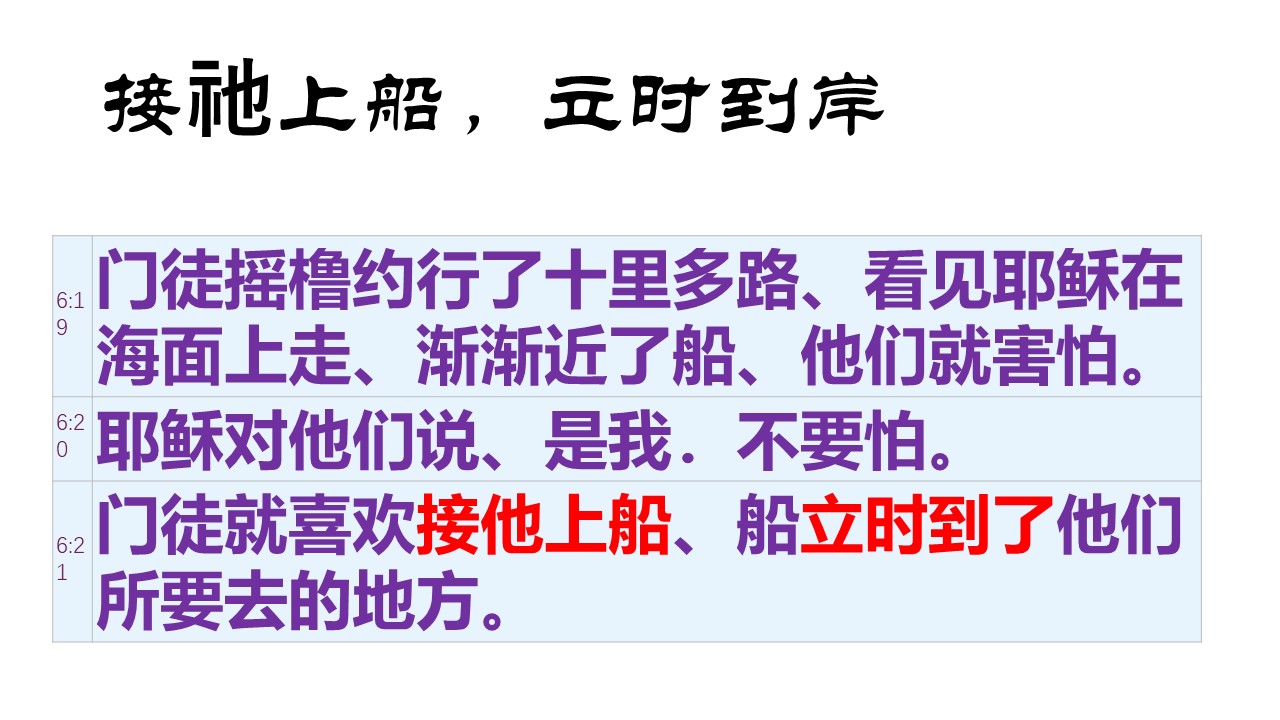 接祂上船，立时到岸
6:19
门徒摇橹约行了十里多路、看见耶稣在
海面上走、渐渐近了船、他们就害怕。
6:20
耶稣对他们说、是我．不要怕。
6:21
门徒就喜欢接他上船、船立时到了他们
所要去的地方。